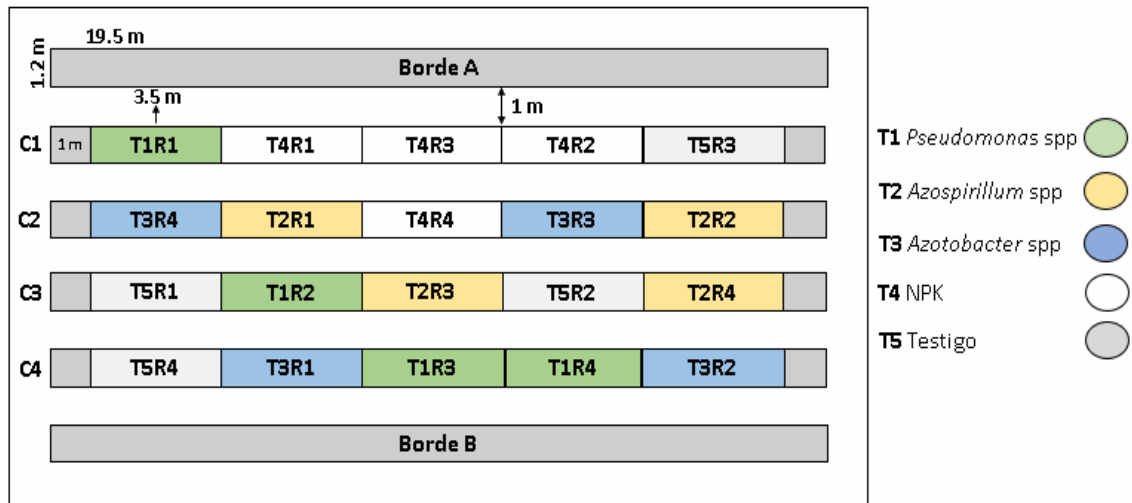 19.5 m
1.2 m
Borde A
3.5 m
1 m
C1 1 m T1R1 T4R1 T4R3 T4R2 T5R3
C2 T3R4 T2R1 T4R4 T3R3 T2R2
C3 T5R1 T1R2 T2R3 T5R2 T2R4
C4 T5R4 T3R1 T1R3 T1R4 T3R2
Borde B
T1 Pseudomonas spp
T2 Azospirillum spp
T3 Azotobacter spp
T4 NPK
T5 Testigo